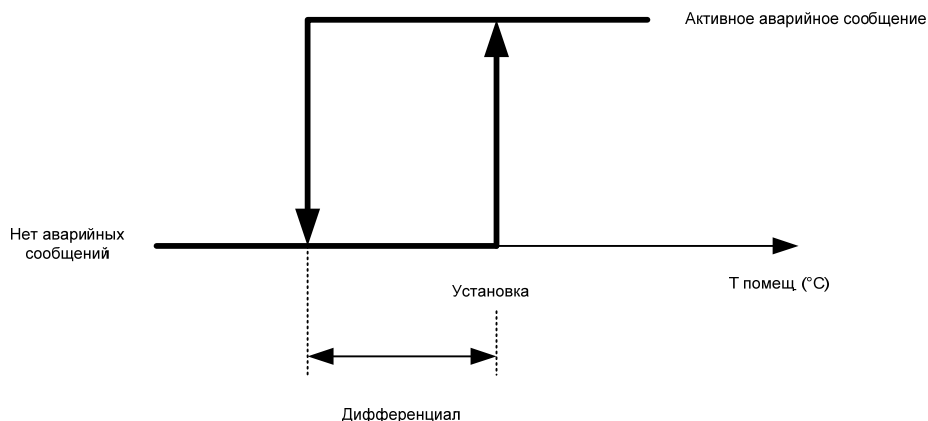 Активное аварийное сообщение
Нет аварийных
сообщений
Установка
Т помещ. (°C)
Дифференциал